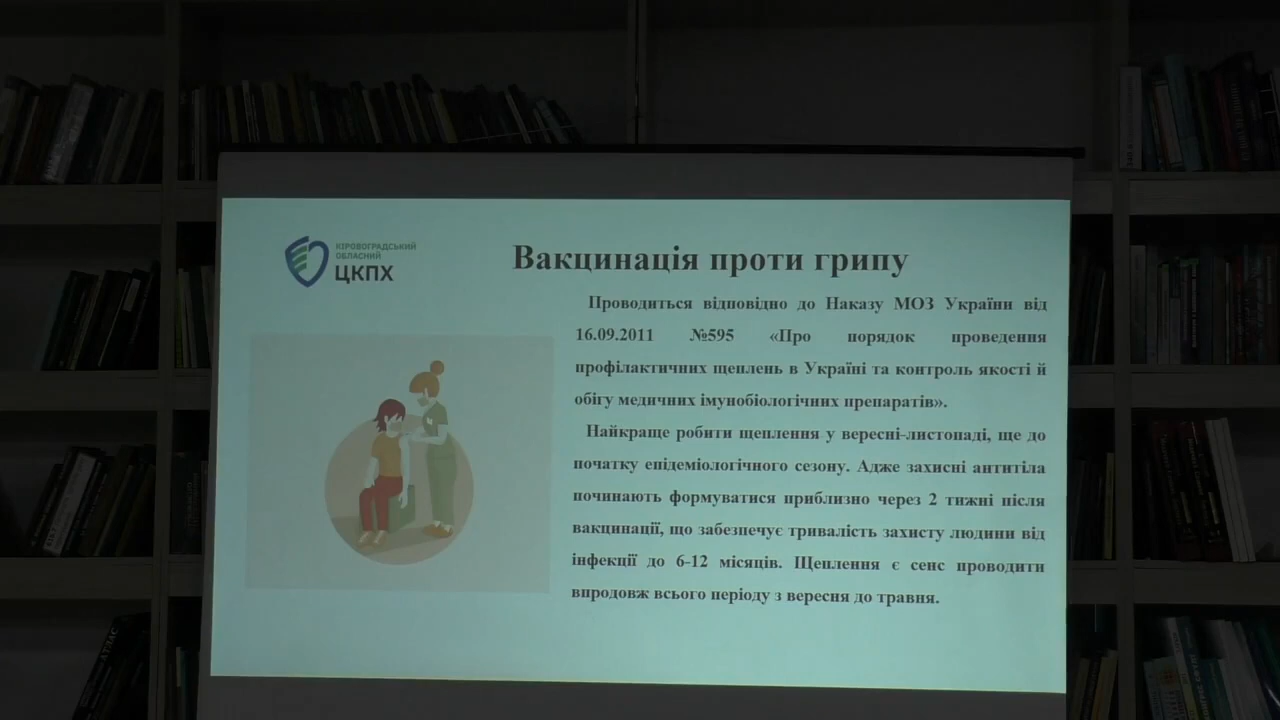 КІРОВОГРАДСЬКИЙ
ОБЛАСНИЙ
ЦКПХ
Вакцинація проти грипу
Проводиться відповідно до Наказу МОЗ України від
16.09.2011 №595 «Про порядок проведення
профілактичних щеплень в Україні та контроль якості й
обігу медичних імунобіологічних препаратів».
Найкраще робити щеплення у вересні-листопаді, ще до
початку епідеміологічного сезону. Адже захисні антитіла
починають формуватися приблизно через 2 тижні після
вакцинації, що забезпечує тривалість захисту людини від
інфекції до 6-12 місяців. Щеплення є сенс проводити
впродовж всього періоду з вересня до травня.
АТЛАС